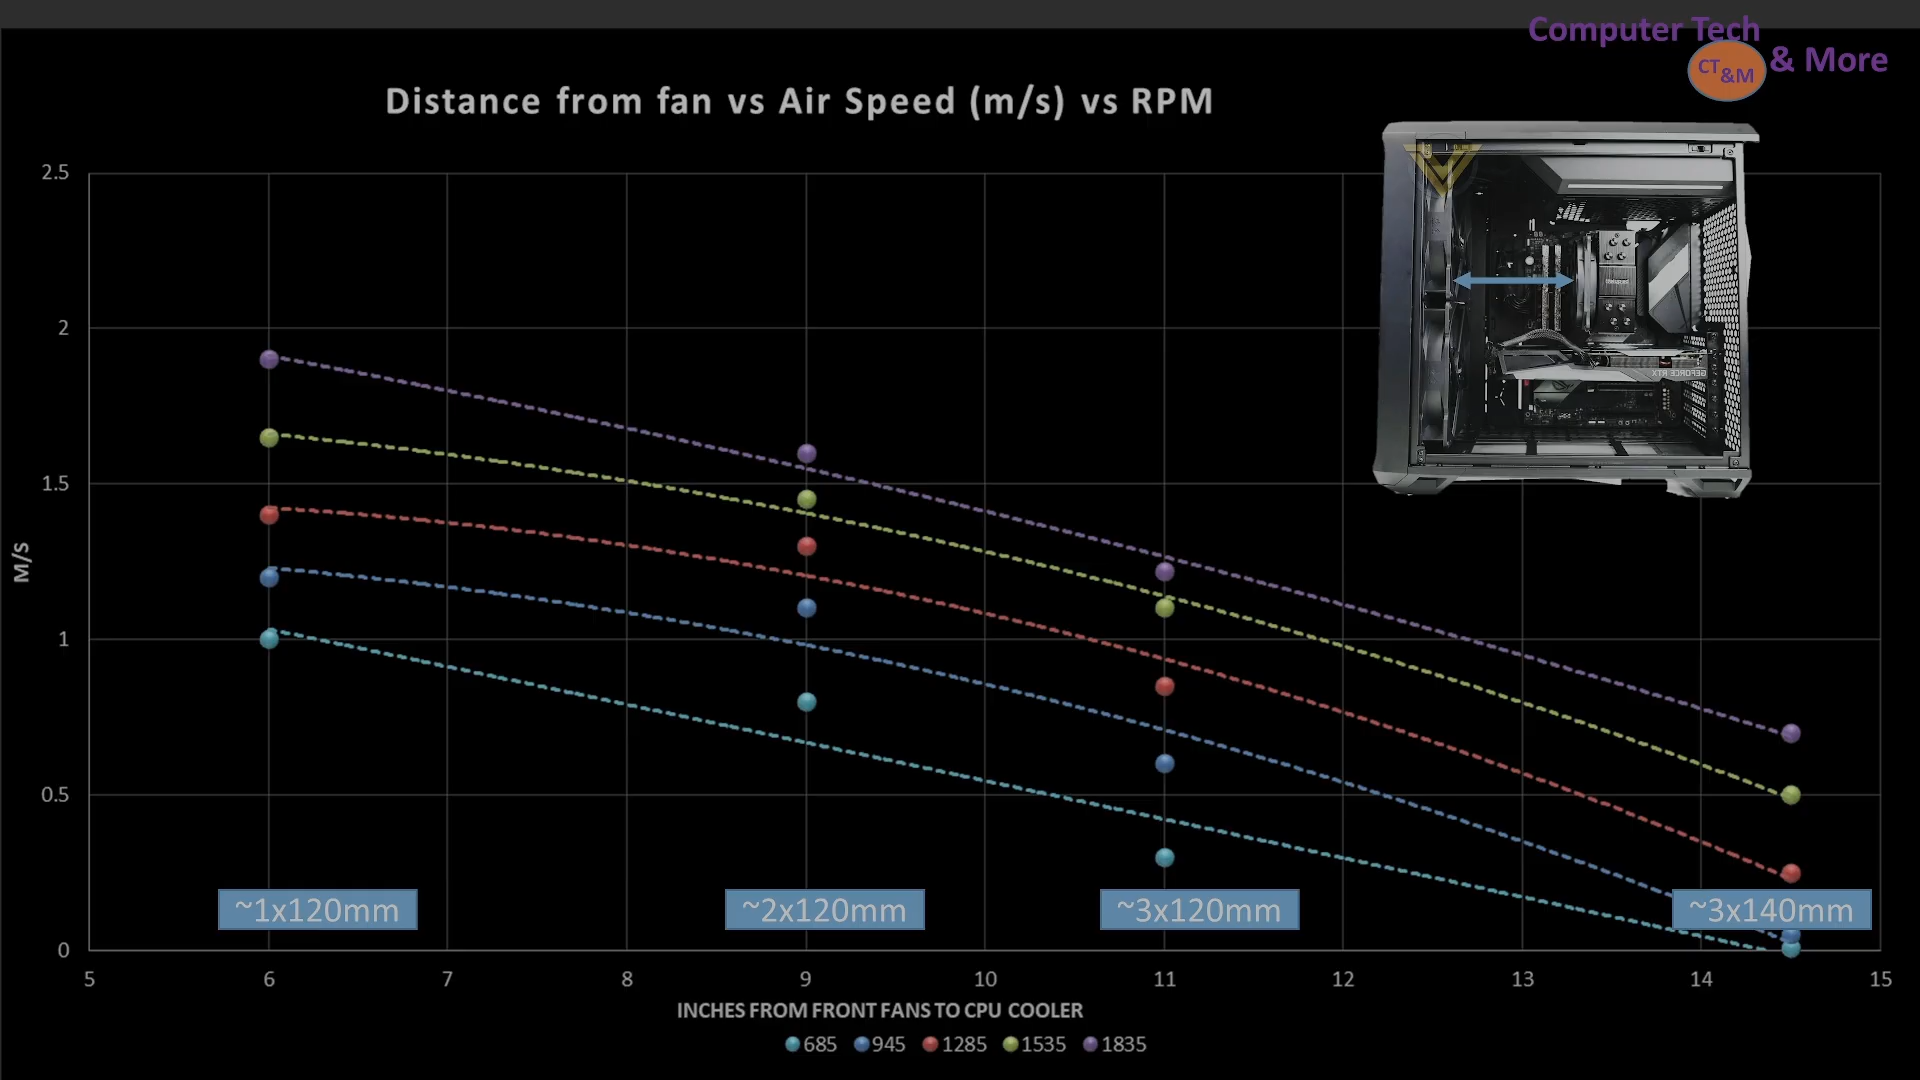 Computer Tech
& More
CT
&M
Distance from fan vs Air Speed (m/s) vs RPM
2.5
2
1.5
1
0.5
0
M/S
GEFORCE RTX
~1x120mm
~2x120mm
~3x120mm
~3x140mm
5
6
7
8
9
10
11
12
13
14
15
INCHES FROM FRONT FANS TO CPU COOLER
685
945
1285
1535
1835